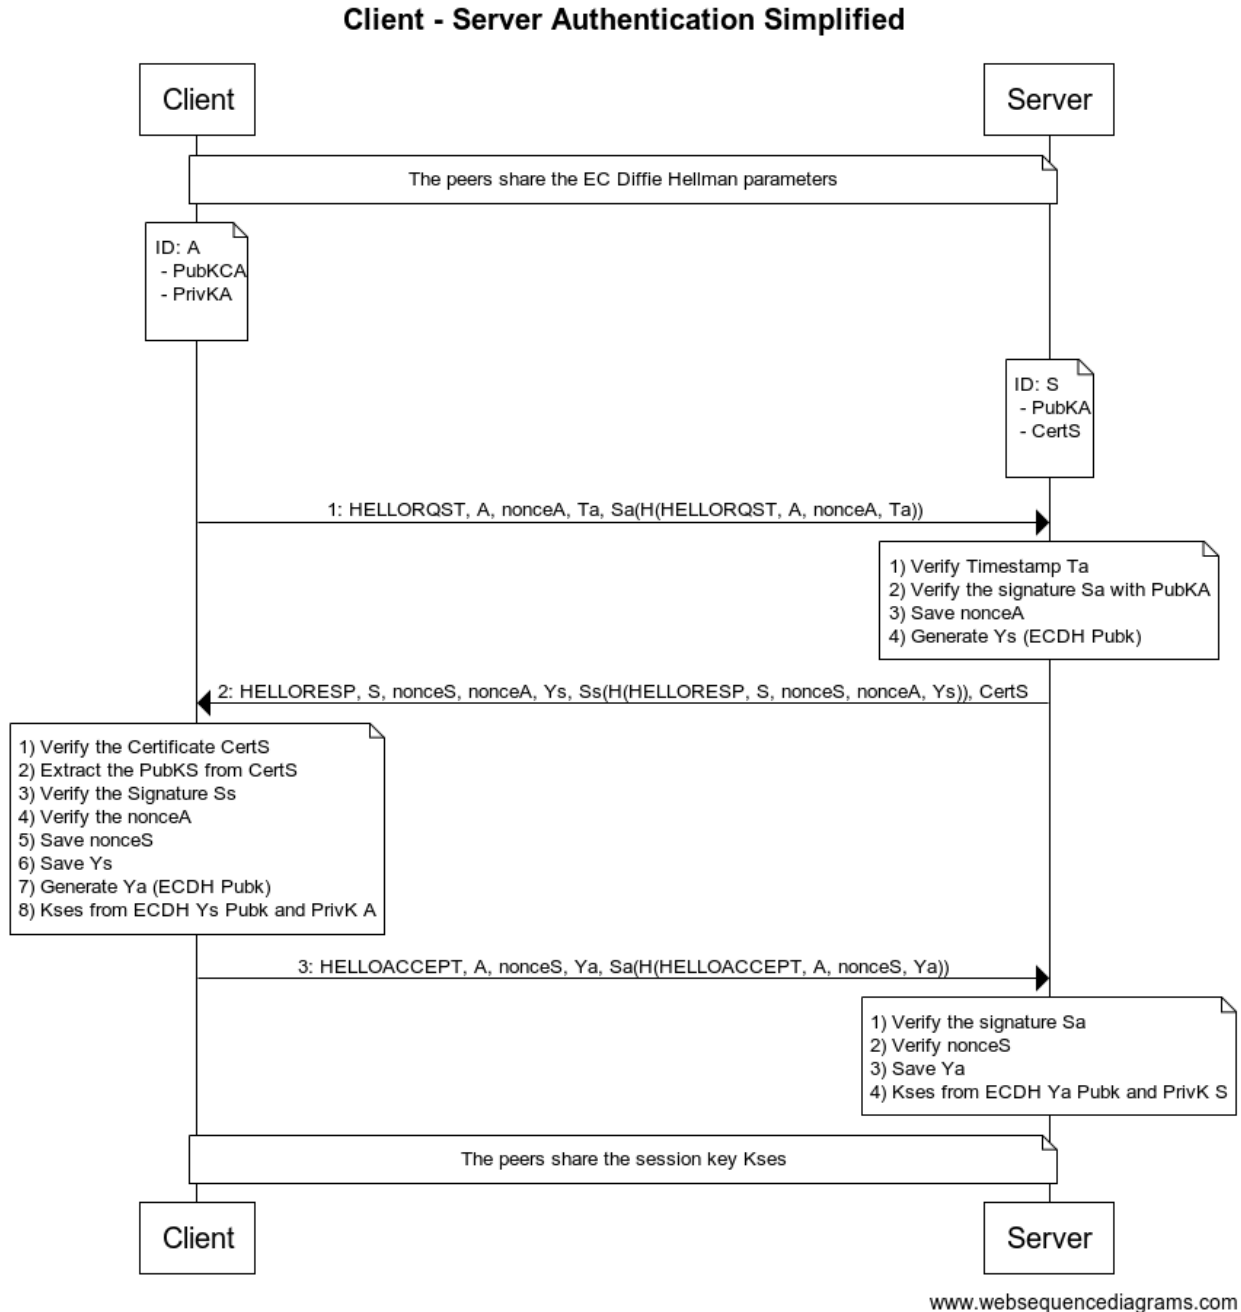 Client - Server Authentication Simplified
Client
Server
The peers share the EC Diffie Hellman parameters
ID: A
- PubKCA
- PrivKA
ID: S
- PubKA
- CertS
1: HELLORQST, A, nonceA, Ta, Sa(H(HELLORQST, A, nonceA, Ta))
1) Verify Timestamp Ta
2) Verify the signature Sa with PubKA
3) Save nonceA
4) Generate Ys (ECDH Pubk)
2: HELLORESP, S, nonceS, nonceA, Ys, Ss(H(HELLORESP, S, nonceS, nonceA, Ys)), CertS
1) Verify the Certificate CertS
2) Extract the PubKS from CertS
3) Verify the Signature Ss
4) Verify the nonceA
5) Save nonceS
6) Save Ys
7) Generate Ya (ECDH Pubk)
8) Kses from ECDH Ys Pubk and PrivK A
3: HELLOACCEPT, A, nonceS, Ya, Sa(H(HELLOACCEPT, A, nonceS, Ya))
1) Verify the signature Sa
2) Verify nonceS
3) Save Ya
4) Kses from ECDH Ya Pubk and PrivK S
The peers share the session key Kses
Client
Server
www.websequencediagrams.com